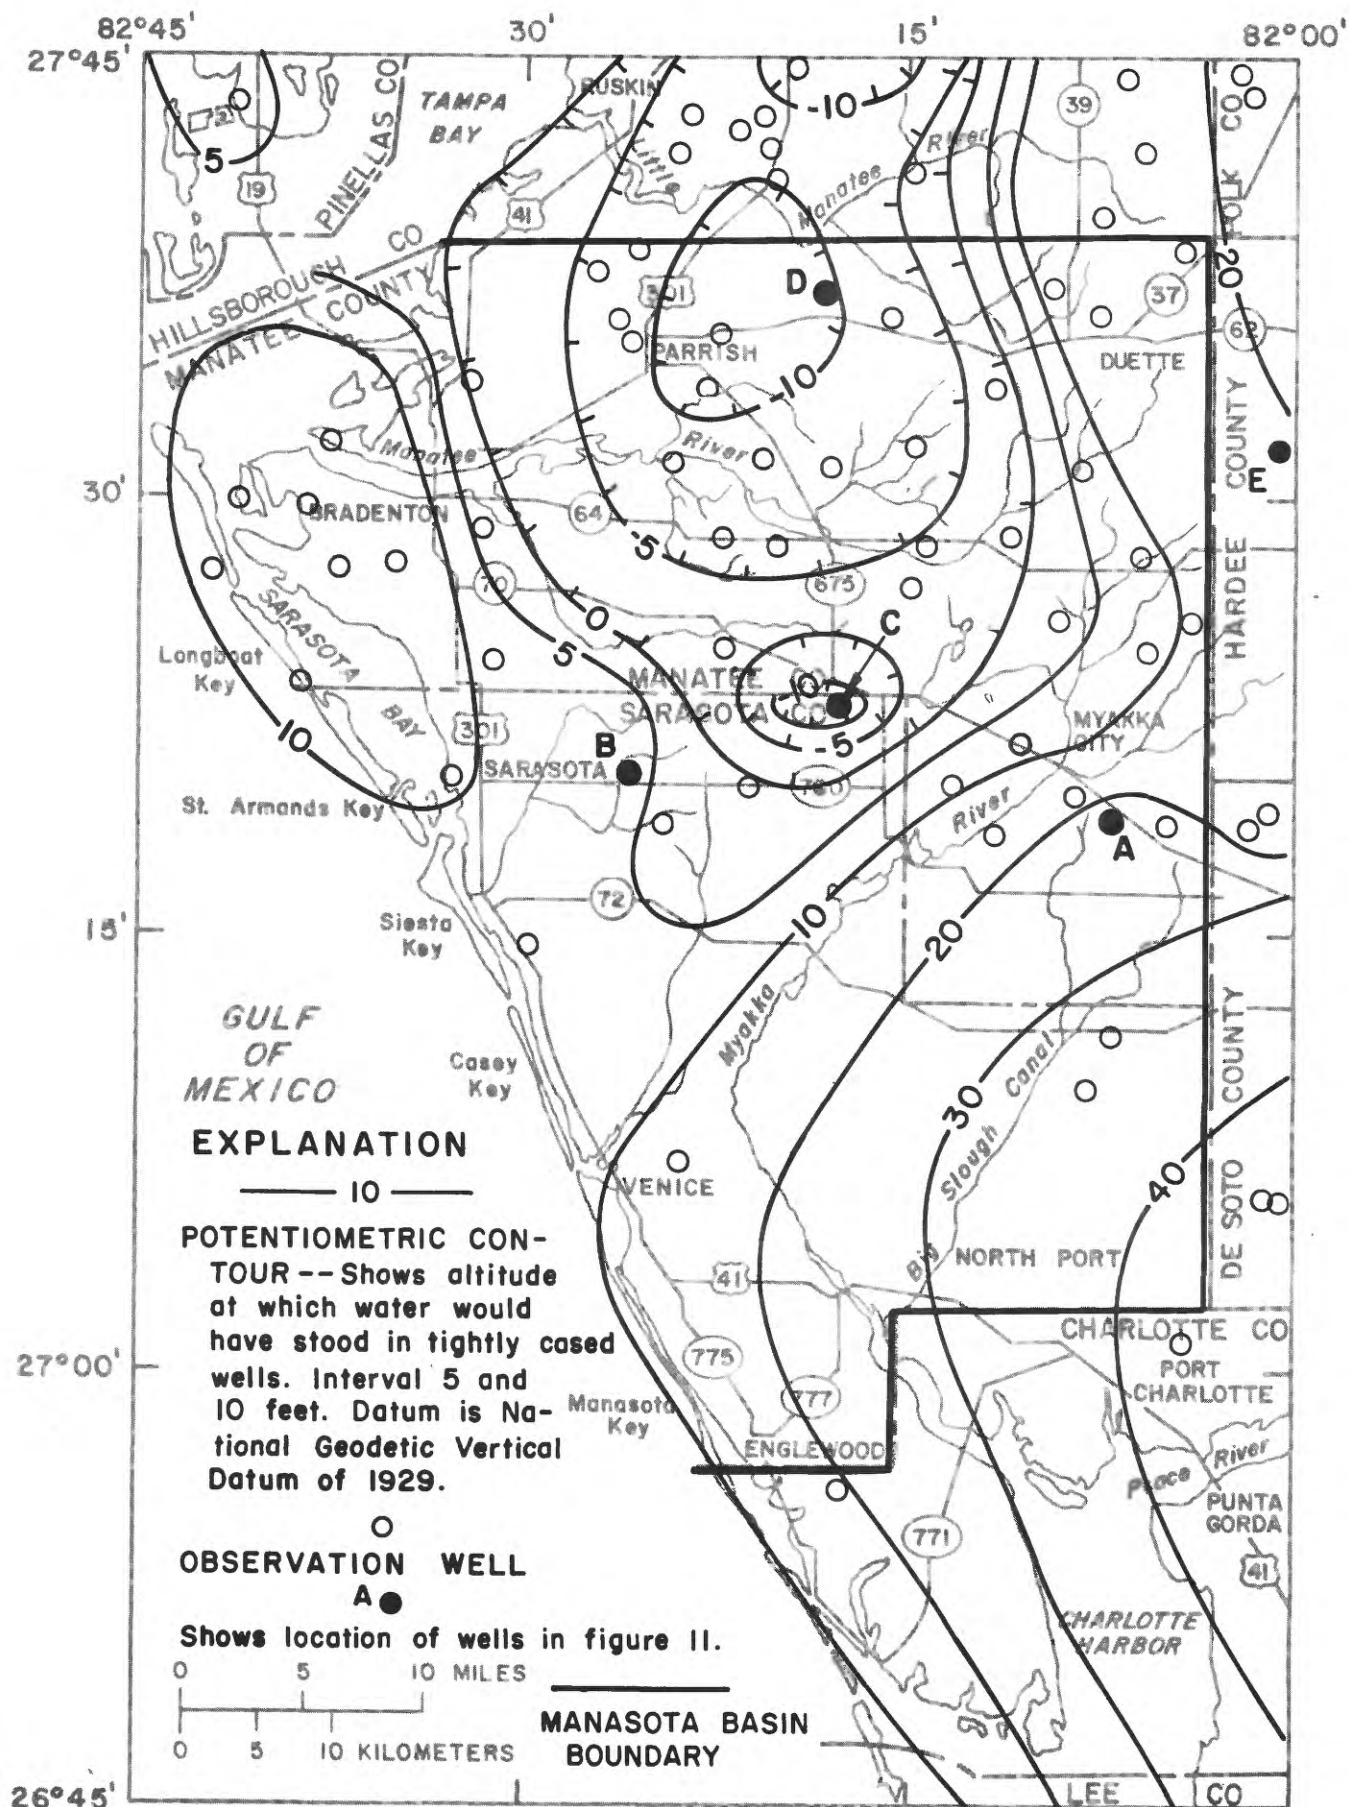 82°45'
30'
15'
82°00'
27°45'
TAMPA
BAY
RUSKIN
-10
39
POLK CO
5
19
PINELLAS CO
41
Little
Manatee
River
HILLSBOROUGH CO
MANATEE COUNTY
301
D
37
20
62
PARRISH
-10
DUETTE
Manatee
River
E
30'
BRADENTON
64
-5
HARDEE COUNTY
70
675
0
C
5
SARASOTA
BAY
Longboat
Key
MANATEE CO
SARASOTA CO
-10
-5
10
301
B
SARASOTA
780
MYAKKA
CITY
St. Armands Key
River
A
72
10
20
15'
Siesta
Key
Myakka
GULF
OF
MEXICO
Casey
Key
Big Slough Canal
30
40
DE SOTO COUNTY
VENICE
NORTH PORT
41
CHARLOTTE CO
27°00'
775
777
PORT
CHARLOTTE
Manasota
Key
ENGLEWOOD
Peace
River
PUNTA
GORDA
771
41
CHARLOTTE
HARBOR
EXPLANATION
10
POTENTIOMETRIC CON-
TOUR -- Shows altitude
at which water would
have stood in tightly cased
wells. Interval 5 and
10 feet. Datum is Na-
tional Geodetic Vertical
Datum of 1929.
OBSERVATION WELL
A
Shows location of wells in figure 11.
0 5 10 MILES
0 5 10 KILOMETERS
MANASOTA BASIN
BOUNDARY
LEE CO
26°45'